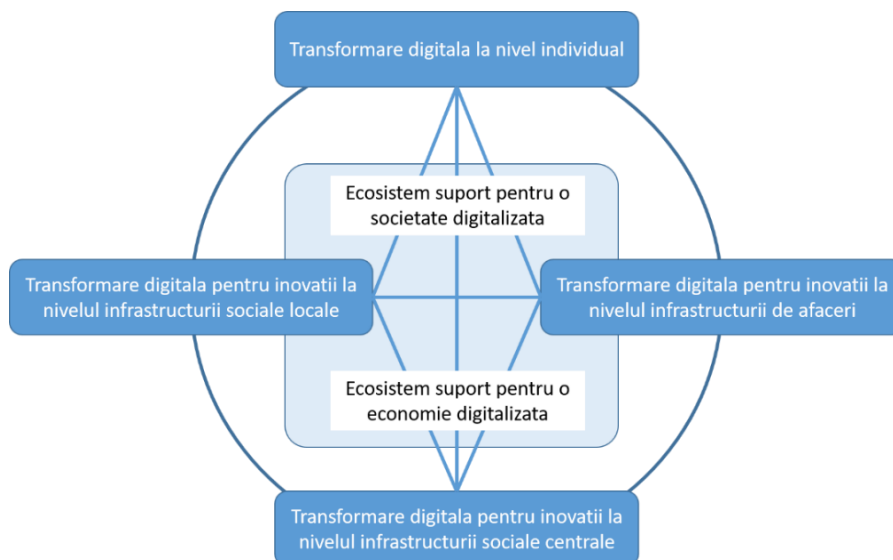 Transformare digitala la nivel individual
Ecosistem suport pentru o
societate digitalizata
Transformare digitala pentru inovatii la
nivelul infrastructurii sociale locale
Transformare digitala pentru inovatii la
nivelul infrastructurii de afaceri
Ecosistem suport pentru o
economie digitalizata
Transformare digitala pentru inovatii la
nivelul infrastructurii sociale centrale